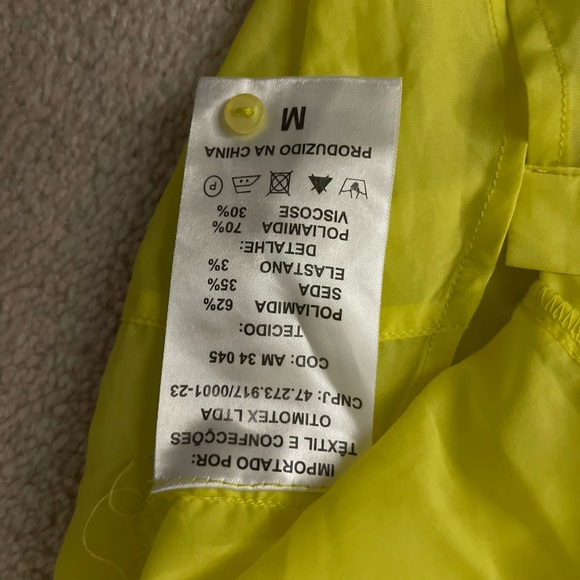 IMPORTADO POR:
TÊXTIL E CONFECÇÕES
OTIMOTEX LTDA
CNPJ: 47.273.917/0001-23
COD: AM 34 045
TECIDO:
POLIAMIDA 62%
SEDA 35%
ELASTANO 3%
DETALHE:
POLIAMIDA 70%
VISCOSE 30%
P
PRODUZIDO NA CHINA
M